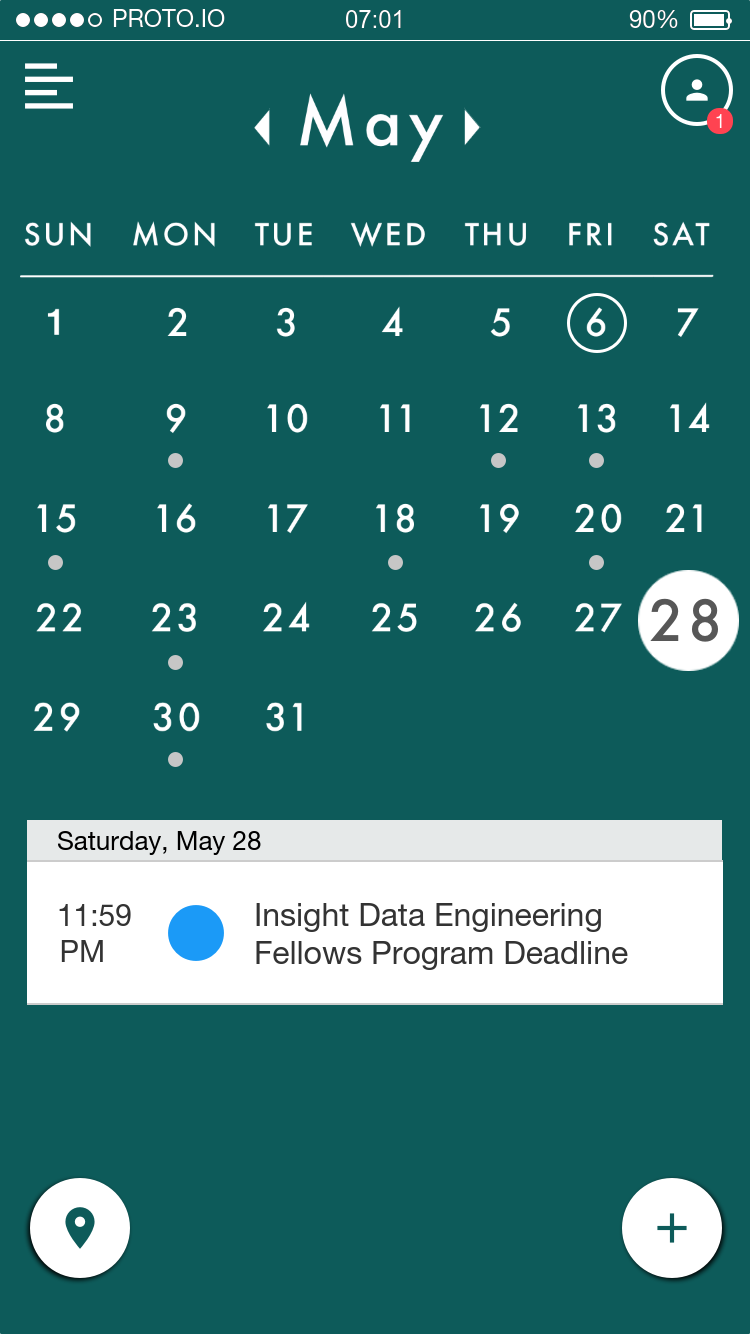 PROTO.IO 07:01 90%
1
May
SUN MON TUE WED THU FRI SAT
1 2 3 4 5 6 7
8 9 10 11 12 13 14
15 16 17 18 19 20 21
22 23 24 25 26 27 28
29 30 31
Saturday, May 28
11:59 PM
Insight Data Engineering
Fellows Program Deadline